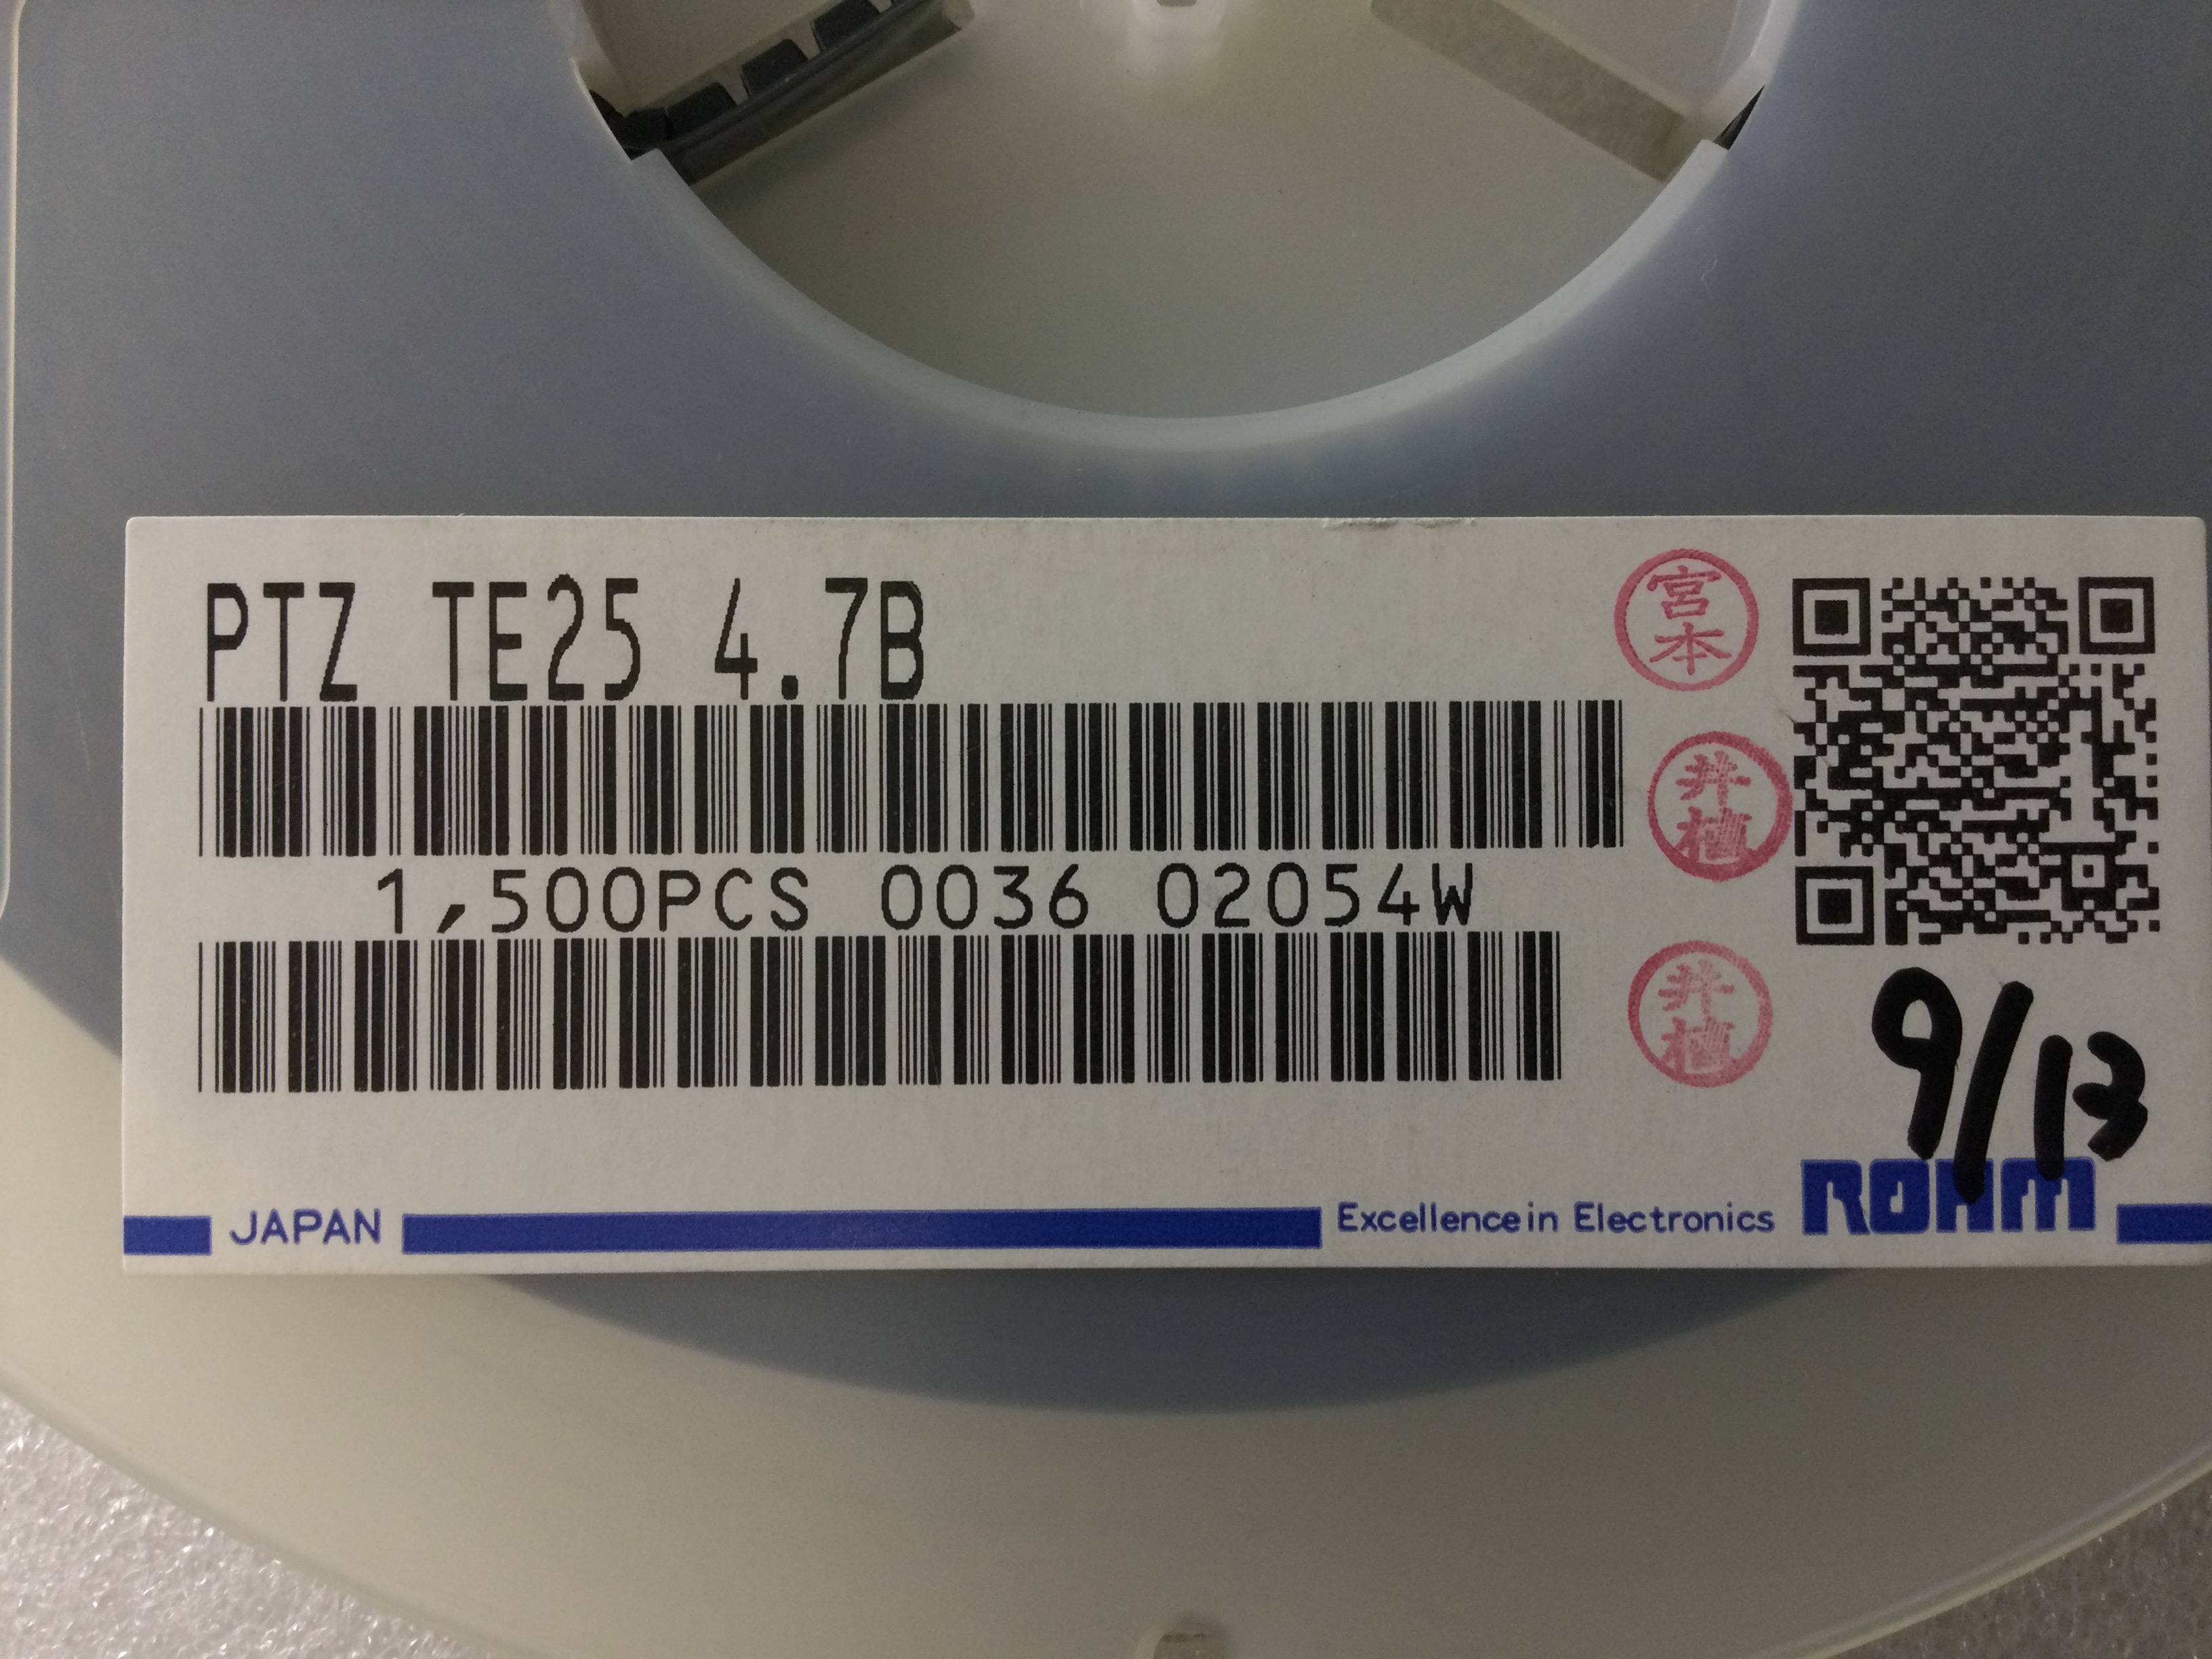 PTZ TE25 4.7B
宮本
1,500PCS 0036 02054W
9/13
JAPAN
Excellence in Electronics
ROHM